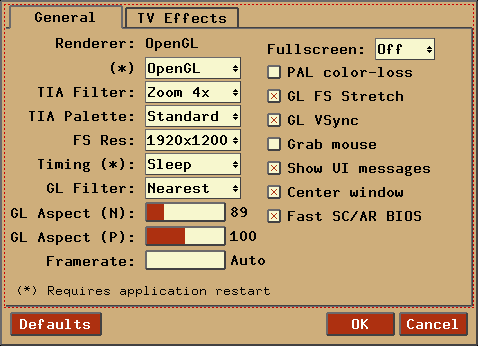 General
TV Effects
Renderer: OpenGL
(*) OpenGL
TIA Filter: Zoom 4x
TIA Palette: Standard
FS Res: 1920x1200
Timing (*): Sleep
GL Filter: Nearest
GL Aspect (N): 89
GL Aspect (P): 100
Framerate: Auto
Fullscreen: Off
PAL color-loss
GL FS Stretch
GL VSync
Grab mouse
Show UI messages
Center window
Fast SC/AR BIOS
(*) Requires application restart
Defaults
OK
Cancel